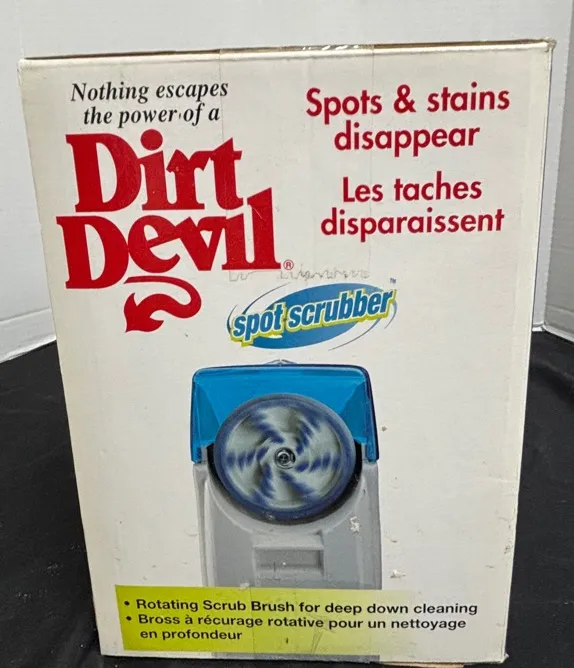 Nothing escapes
the power of a
Dirt
Devil®
Spots & stains
disappear
Les taches
disparaissent
spot scrubber
• Rotating Scrub Brush for deep down cleaning
• Bross à récurage rotative pour un nettoyage
en profondeur